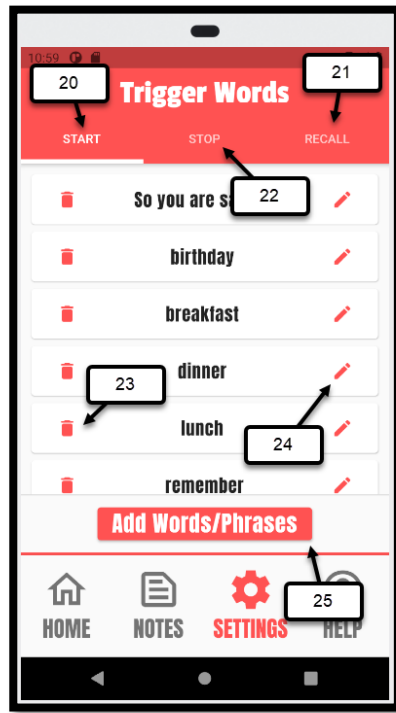 10:59
20
21
Trigger Words
START STOP RECALL
22
So you are
birthday
breakfast
dinner
23
lunch
24
remember
Add Words/Phrases
25
HOME NOTES SETTINGS HELP